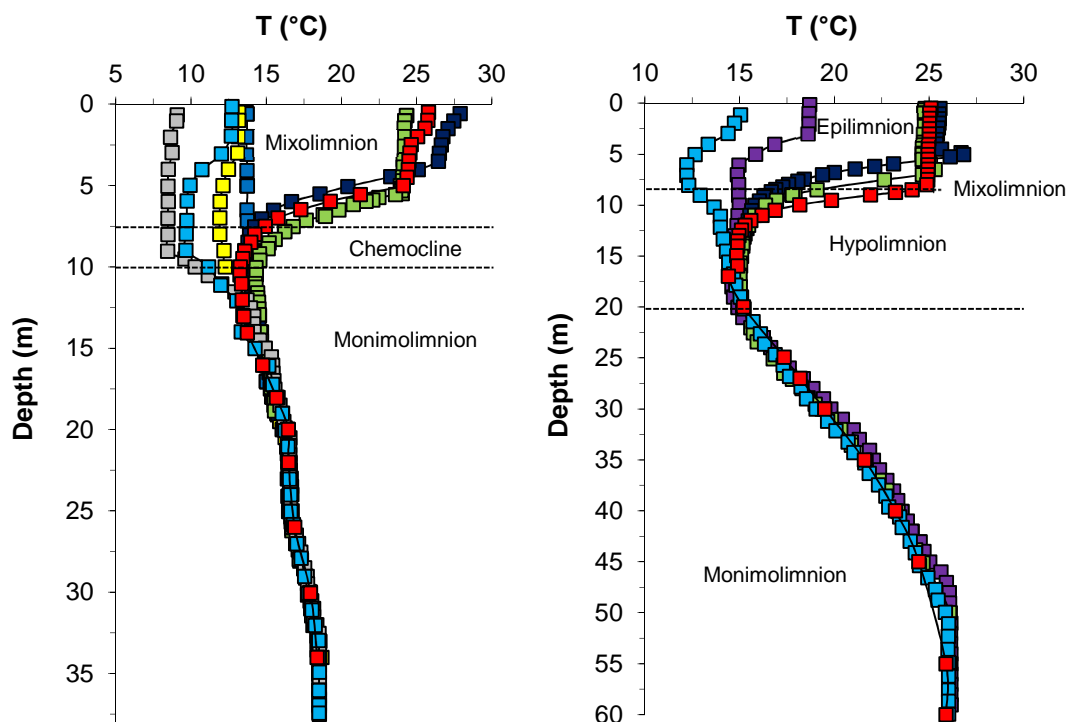 T (°C)
5 10 15 20 25 30
0
5
10
15
20
25
30
35
Depth (m)
Mixolimnion
Chemocline
Monimolimnion
T (°C)
10 15 20 25 30
0
5
10
15
20
25
30
35
40
45
50
55
60
Depth (m)
Epilimnion
Mixolimnion
Hypolimnion
Monimolimnion